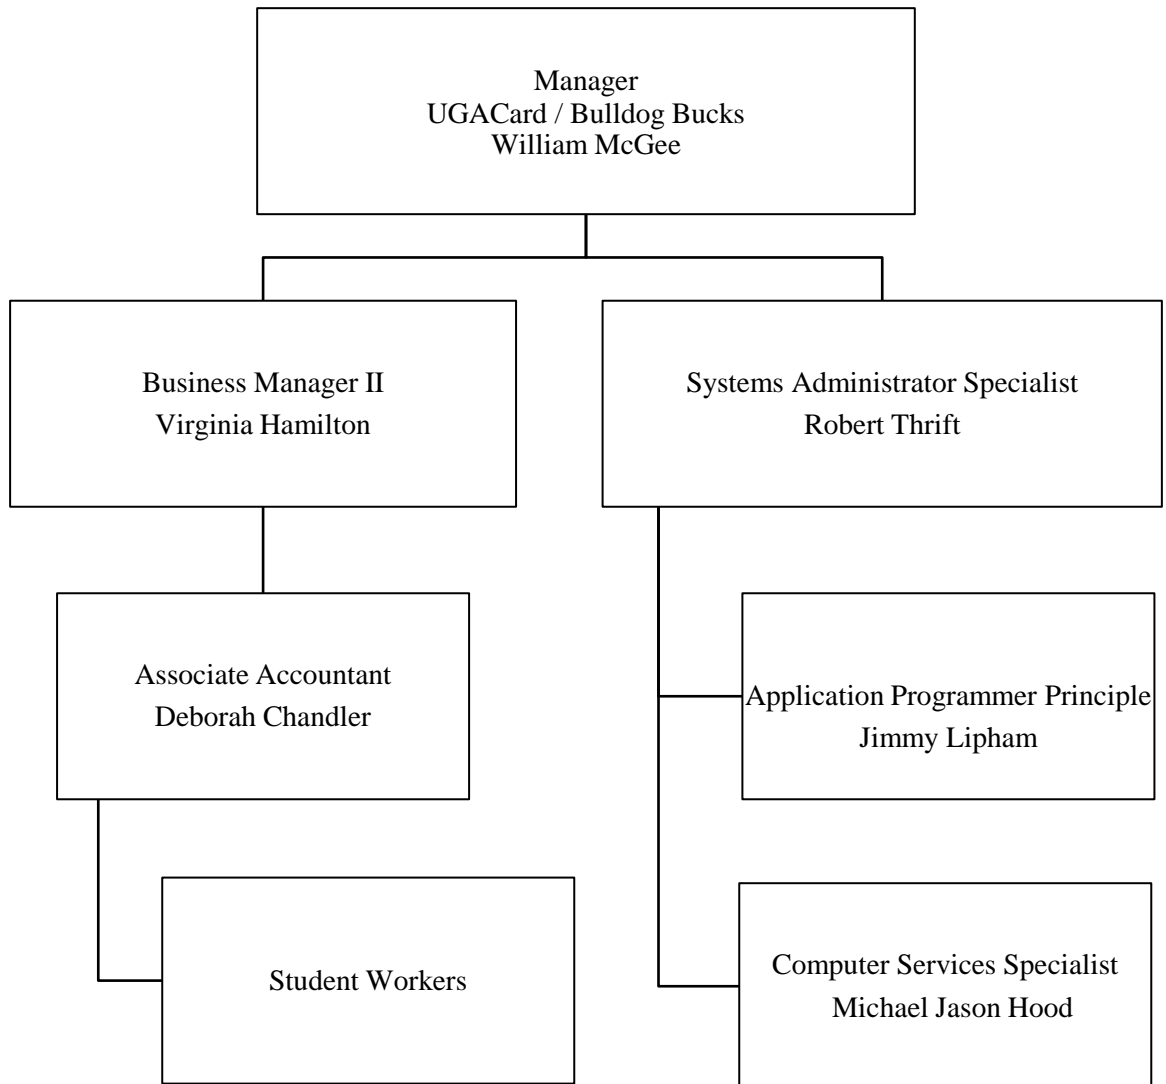 Manager
UGACard / Bulldog Bucks
William McGee
Business Manager II
Virginia Hamilton
Systems Administrator Specialist
Robert Thrift
Associate Accountant
Deborah Chandler
Application Programmer Principle
Jimmy Lipham
Student Workers
Computer Services Specialist
Michael Jason Hood